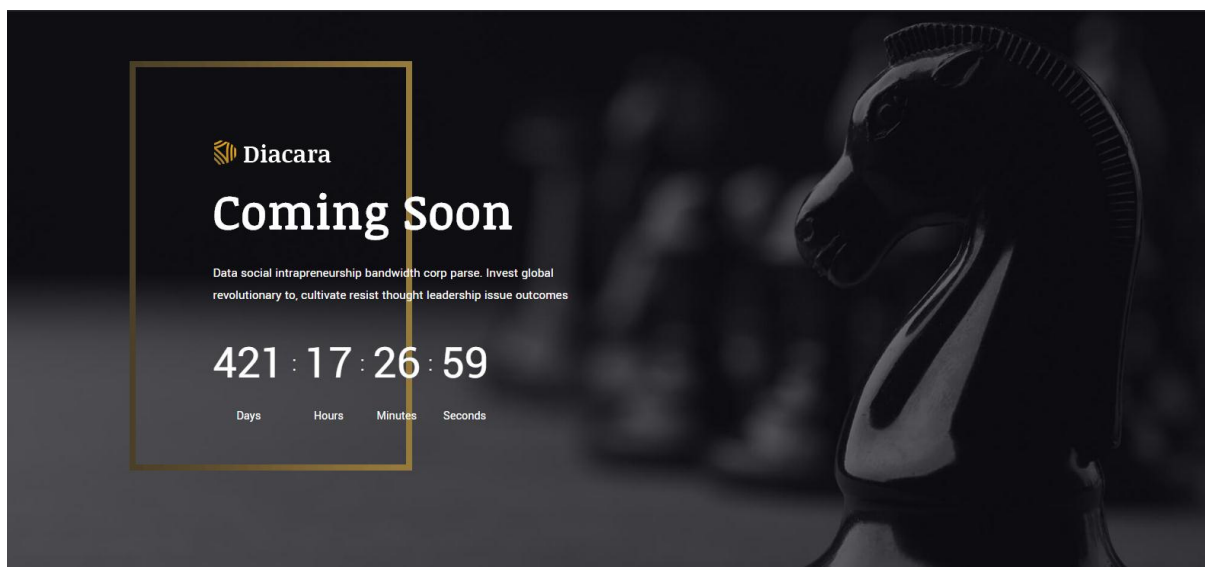 Diacara
Coming Soon
Data social intrapreneurship bandwidth corp parse. Invest global
revolutionary to, cultivate resist thought leadership issue outcomes
421 : 17 : 26 : 59
Days Hours Minutes Seconds